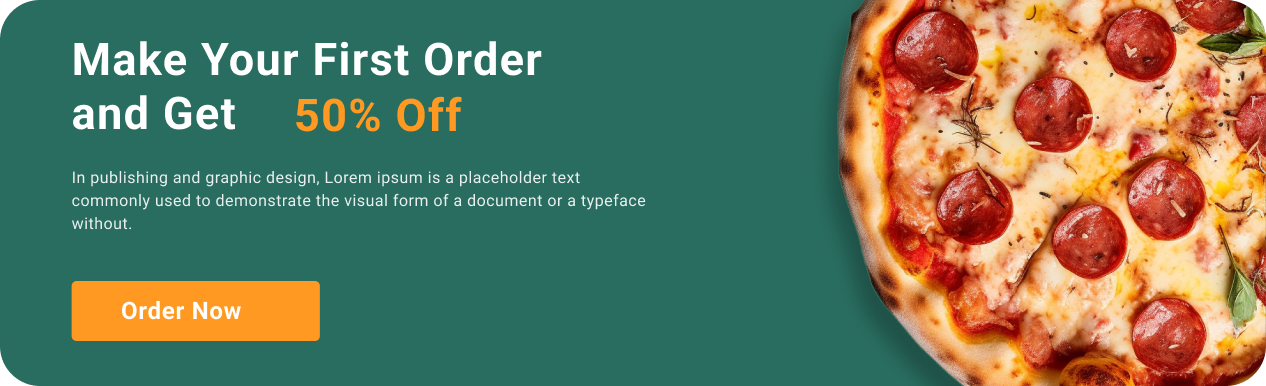 Make Your First Order
and Get 50% Off
In publishing and graphic design, Lorem ipsum is a placeholder text
commonly used to demonstrate the visual form of a document or a typeface
without.
Order Now